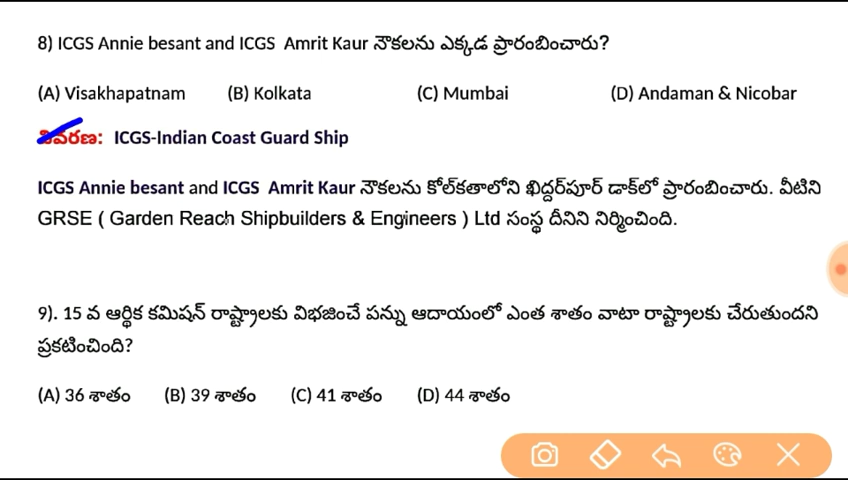 8) ICGS Annie besant and ICGS Amrit Kaur నౌకలను ఎక్కడ ప్రారంబించారు?
(A) Visakhapatnam (B) Kolkata (C) Mumbai (D) Andaman & Nicobar
వివరణ: ICGS-Indian Coast Guard Ship
ICGS Annie besant and ICGS Amrit Kaur నౌకలను కోల్‌కతాలోని ఖిద్దర్‌పూర్ డాక్‌లో ప్రారంబించారు. వీటిని
GRSE ( Garden Reach Shipbuilders & Engineers ) Ltd సంస్థ దీనిని నిర్మించింది.
9). 15 వ ఆర్థిక కమిషన్ రాష్ట్రాలకు విభజించే పన్ను ఆదాయంలో ఎంత శాతం వాటా రాష్ట్రాలకు చేరుతుందని
ప్రకటించింది?
(A) 36 శాతం (B) 39 శాతం (C) 41 శాతం (D) 44 శాతం